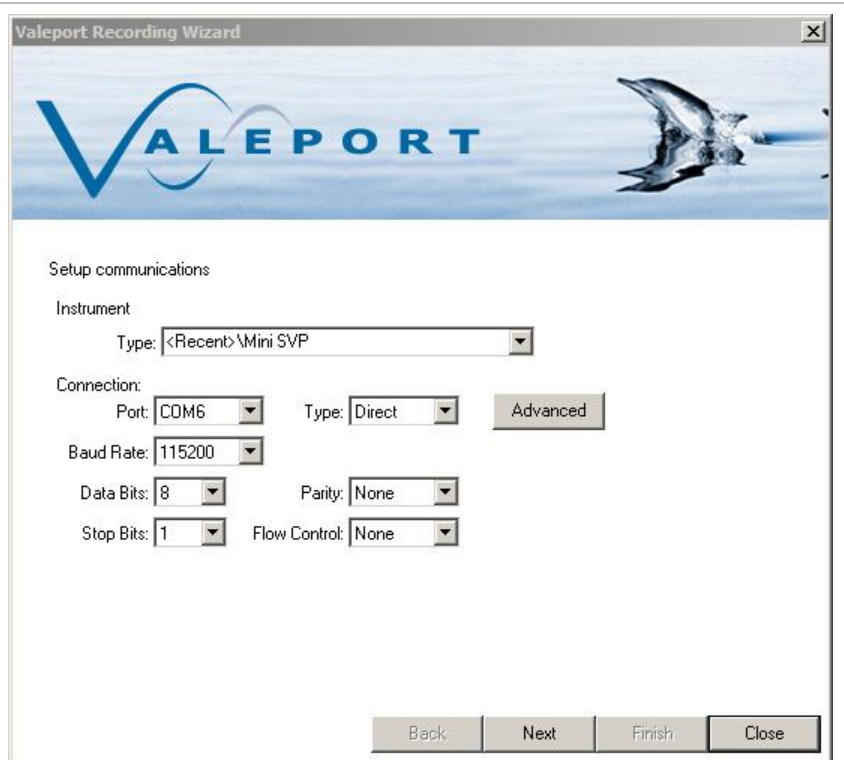 Valeport Recording Wizard
VALEPORT
Setup communications
Instrument
Type: <Recent>\Mini SVP
Connection:
Port: COM6 Type: Direct Advanced
Baud Rate: 115200
Data Bits: 8 Parity: None
Stop Bits: 1 Flow Control: None
Back Next Finish Close